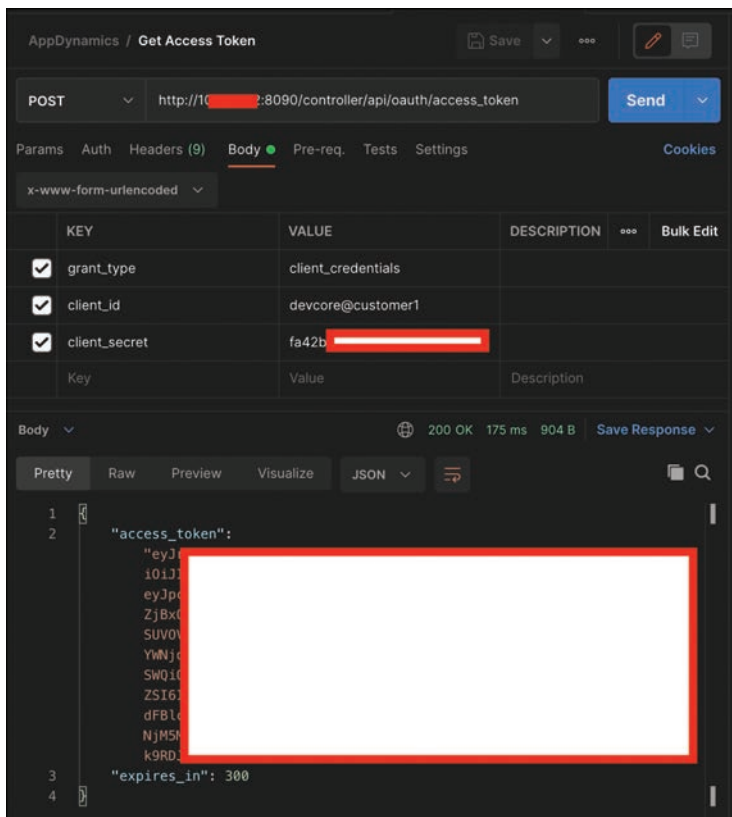 AppDynamics / Get Access Token Save
POST http://10 2:8090/controller/api/oauth/access_token Send
Params Auth Headers (9) Body Pre-req. Tests Settings Cookies
x-www-form-urlencoded
KEY VALUE DESCRIPTION Bulk Edit
grant_type client_credentials
client_id devcore@customer1
client_secret fa42b
Key Value Description
Body 200 OK 175 ms 904 B Save Response
Pretty Raw Preview Visualize JSON
1 {
2 "access_token":
"eyJ
iOiJ
eyJp
ZjBx
SUVOV
YWNj
SWQi
ZSI6
dFBl
NjM5
k9RD
3 "expires_in": 300
4 }